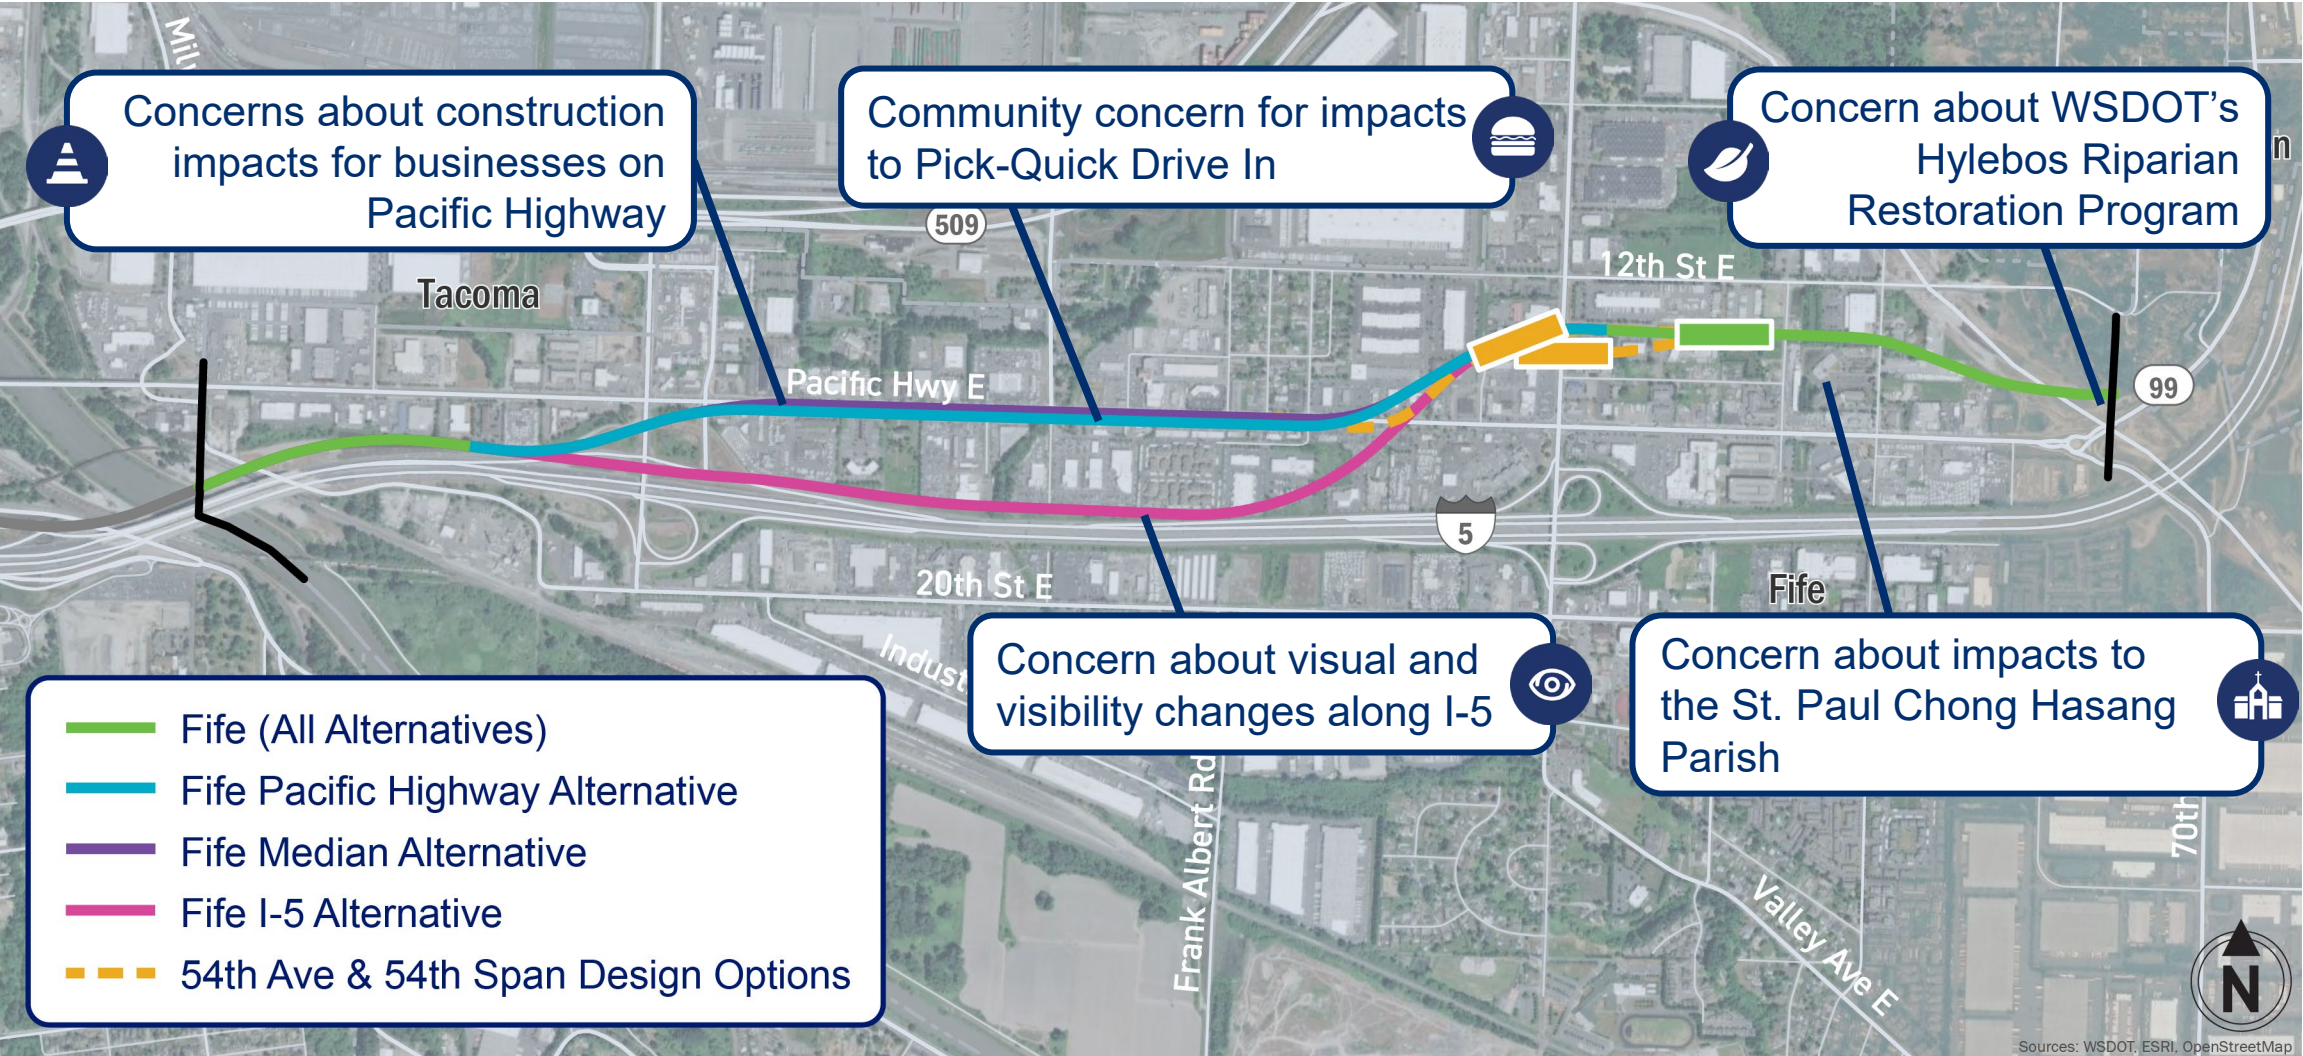 Concerns about construction
impacts for businesses on
Pacific Highway
Community concern for impacts
to Pick-Quick Drive In
Concern about WSDOT’s
Hylebos Riparian
Restoration Program
509
12th St E
Tacoma
Pacific Hwy E
99
5
20th St E
Fife
Concern about visual and
visibility changes along I-5
Concern about impacts to
the St. Paul Chong Hasang
Parish
Frank Albert Rd
70th
Valley Ave E
Fife (All Alternatives)
Fife Pacific Highway Alternative
Fife Median Alternative
Fife I-5 Alternative
54th Ave & 54th Span Design Options
N
Sources: WSDOT, ESRI, OpenStreetMap